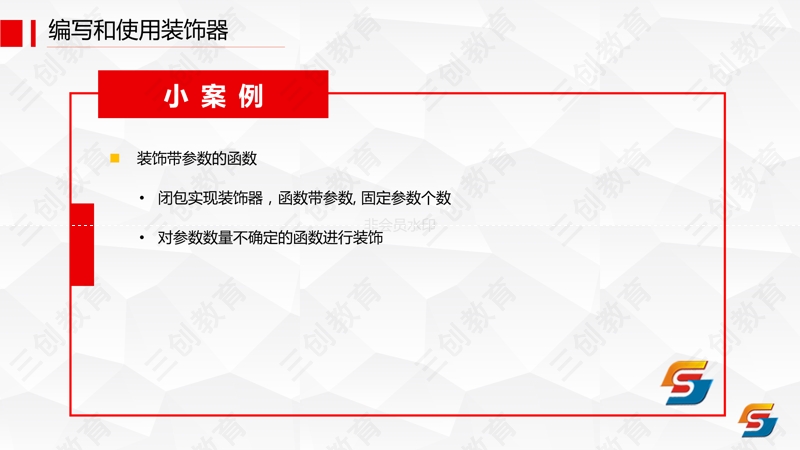 编写和使用装饰器
小 案 例
装饰带参数的函数
• 闭包实现装饰器，函数带参数, 固定参数个数
非会员水印
• 对参数数量不确定的函数进行装饰
三创教育